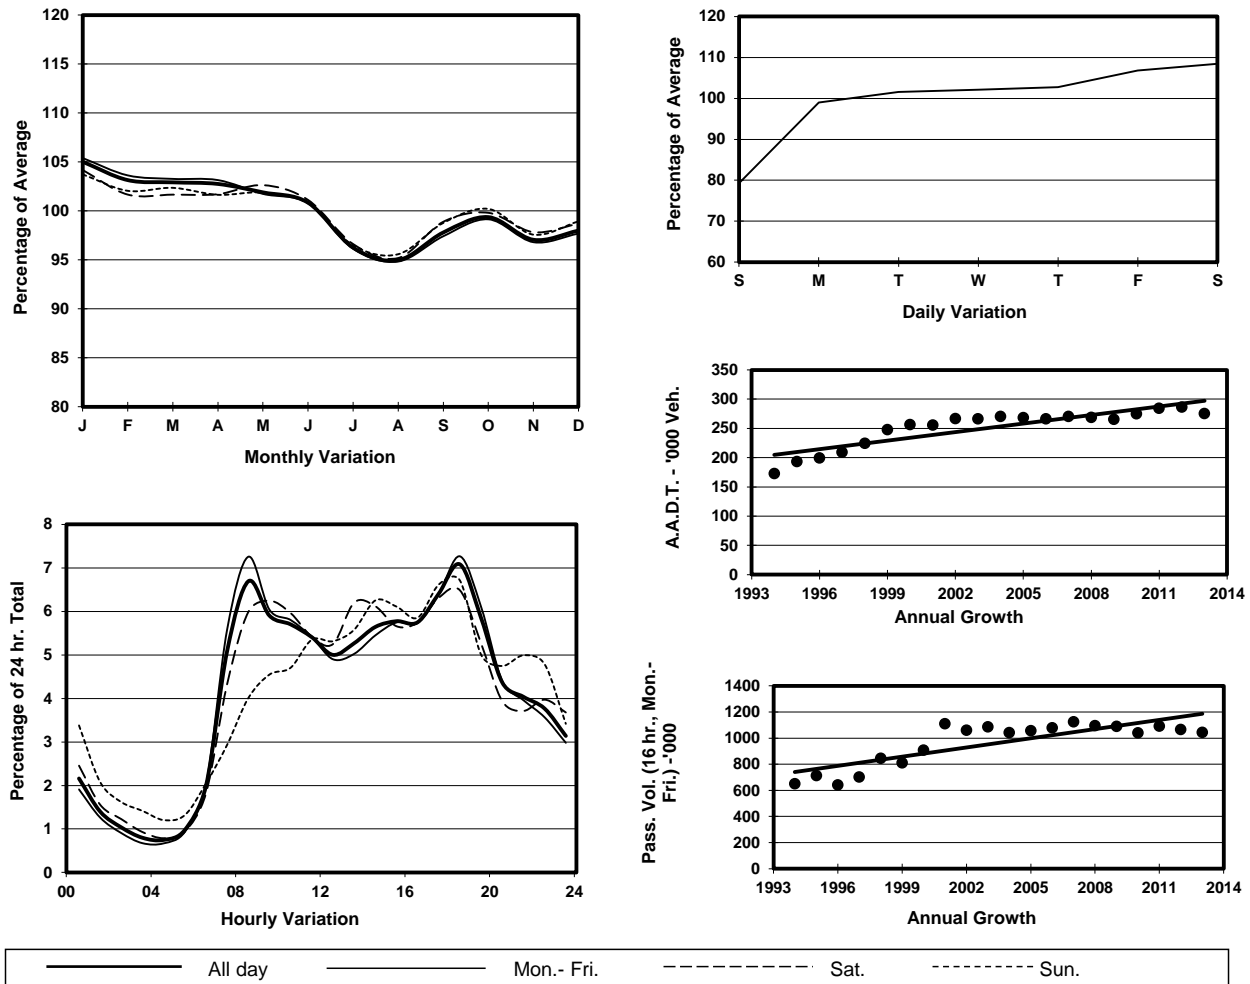 120
115
110
105
100
95
90
85
80
Percentage of Average
J F M A M J J A S O N D
Monthly Variation
120
110
100
90
80
70
60
Percentage of Average
S M T W T F S
Daily Variation
350
300
250
200
150
100
50
0
A.A.D.T. - '000 Veh.
1993 1996 1999 2002 2005 2008 2011 2014
Annual Growth
8
7
6
5
4
3
2
1
0
Percentage of 24 hr. Total
00 04 08 12 16 20 24
Hourly Variation
1400
1200
1000
800
600
400
200
0
Pass. Vol. (16 hr., Mon.-
Fri.) -'000
1993 1996 1999 2002 2005 2008 2011 2014
Annual Growth
All day Mon.- Fri. Sat. Sun.